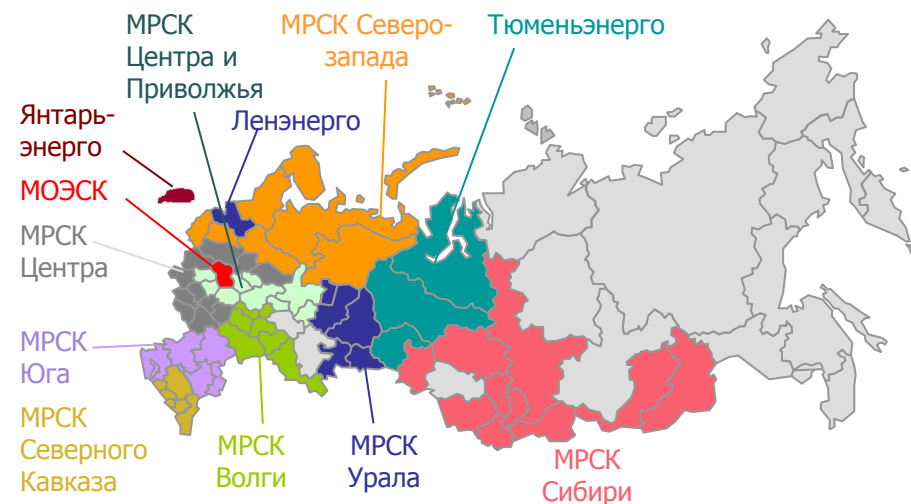 МРСК
Центра и
Приволжья
МРСК Северо-
запада
Тюменьэнерго
Янтарь-
энерго
Ленэнерго
МОЭСК
МРСК
Центра
МРСК
Юга
МРСК
Северного
Кавказа
МРСК
Волги
МРСК
Урала
МРСК
Сибири